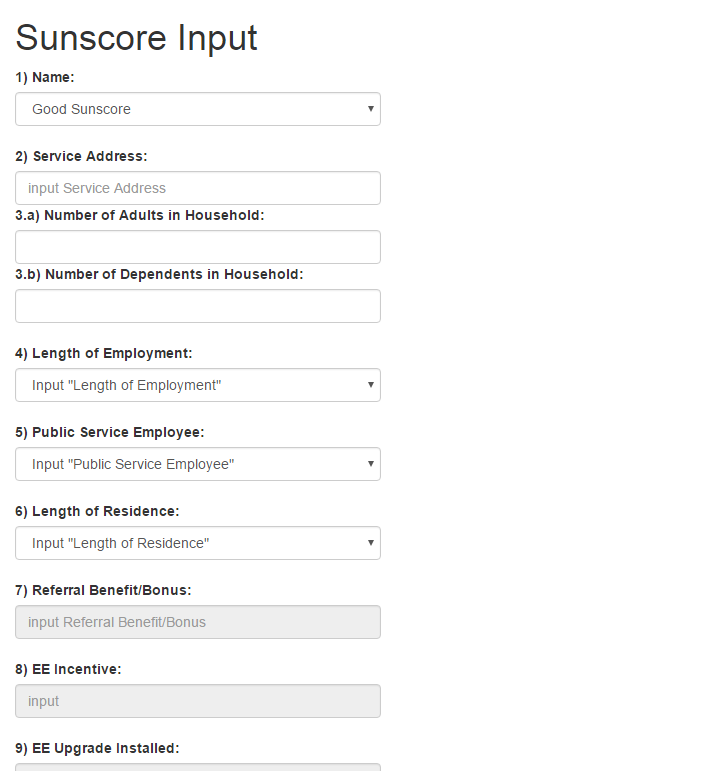 Sunscore Input
1) Name:
Good Sunscore
2) Service Address:
input Service Address
3.a) Number of Adults in Household:
3.b) Number of Dependents in Household:
4) Length of Employment:
Input "Length of Employment"
5) Public Service Employee:
Input "Public Service Employee"
6) Length of Residence:
Input "Length of Residence"
7) Referral Benefit/Bonus:
input Referral Benefit/Bonus
8) EE Incentive:
input
9) EE Upgrade Installed: